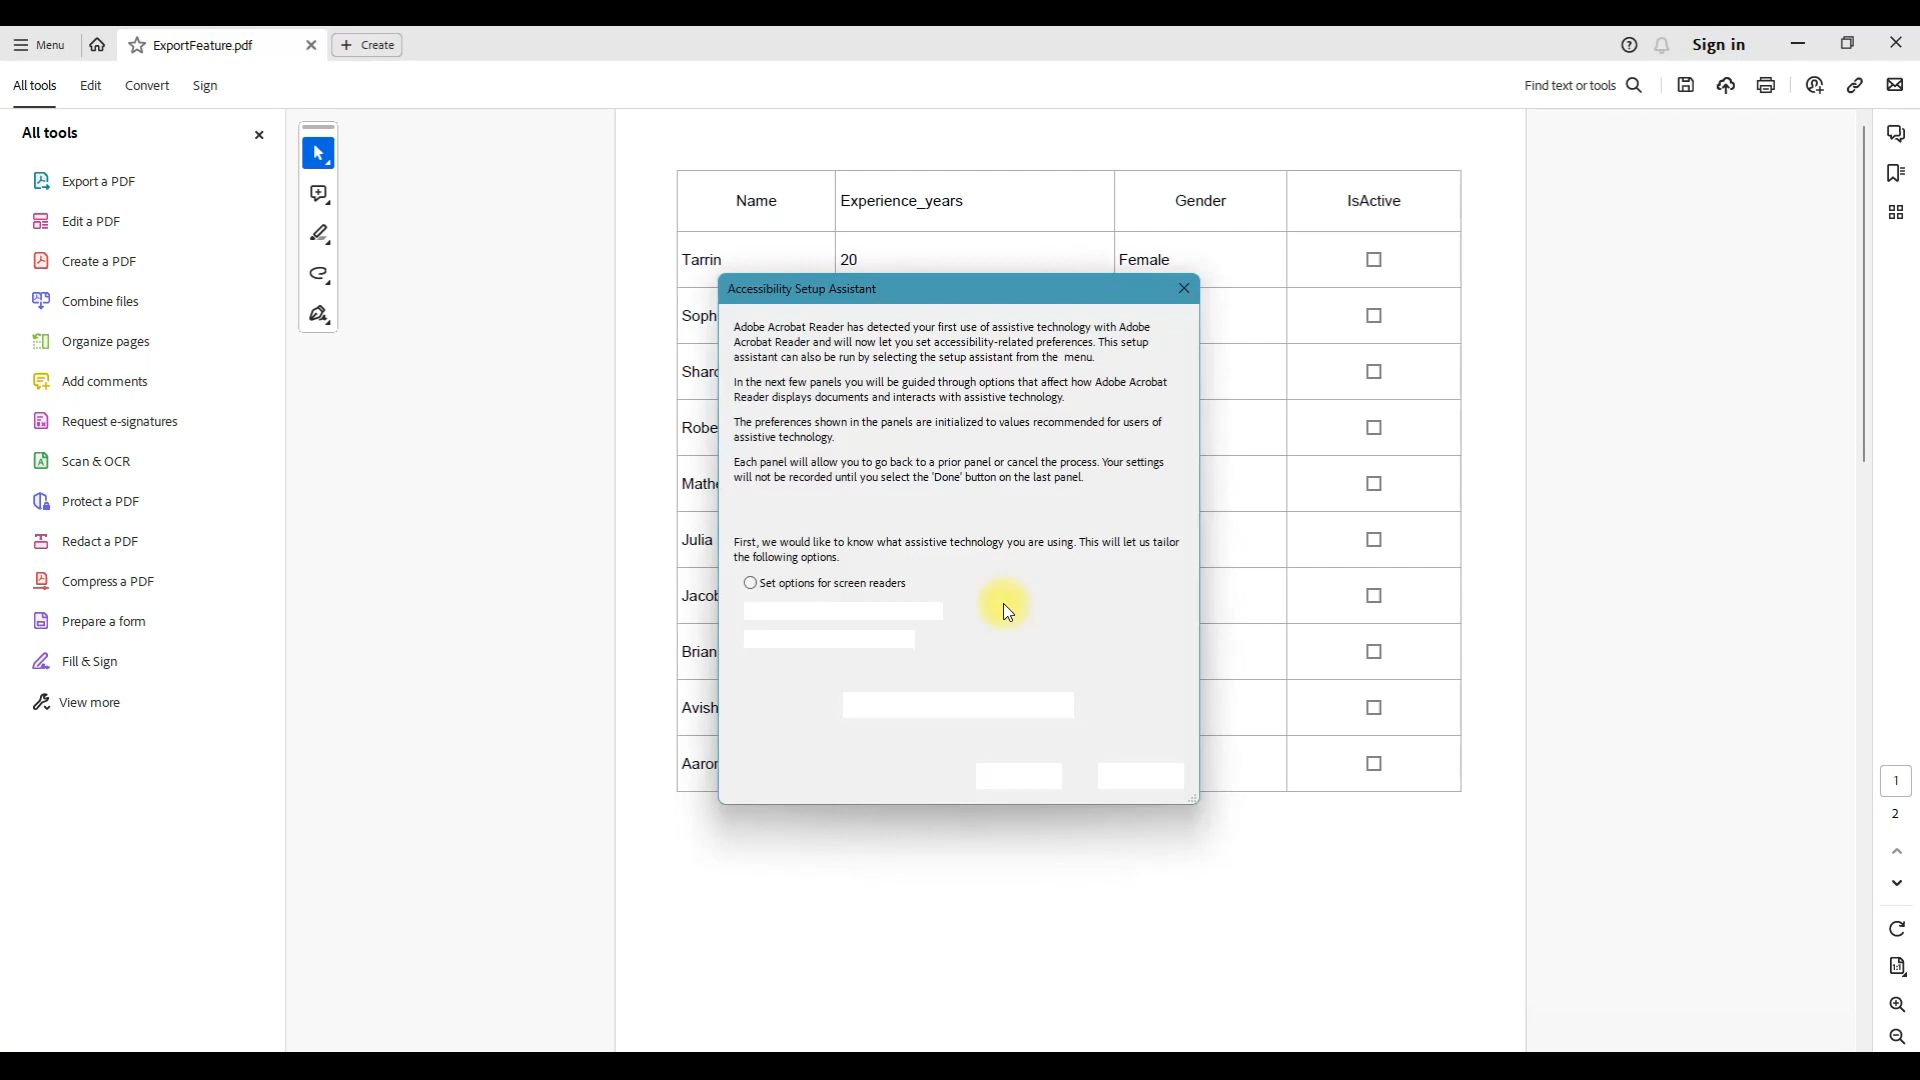 Menu
ExportFeature.pdf
Create
Sign in
All tools
Edit
Convert
Sign
Find text or tools
All tools
Export a PDF
Edit a PDF
Create a PDF
Combine files
Organize pages
Add comments
Request e-signatures
Scan & OCR
Protect a PDF
Redact a PDF
Compress a PDF
Prepare a form
Fill & Sign
View more
Name Experience_years Gender IsActive
Tarrin 20 Female
Accessibility Setup Assistant
Adobe Acrobat Reader has detected your first use of assistive technology with Adobe
Acrobat Reader and will now let you set accessibility-related preferences. This setup
assistant can also be run by selecting the setup assistant from the menu.
In the next few panels you will be guided through options that affect how Adobe Acrobat
Reader displays documents and interacts with assistive technology.
The preferences shown in the panels are initialized to values recommended for users of
assistive technology.
Each panel will allow you to go back to a prior panel or cancel the process. Your settings
will not be recorded until you select the 'Done' button on the last panel.
First, we would like to know what assistive technology you are using. This will let us tailor
the following options.
Set options for screen readers
Julia
Brian
1
2